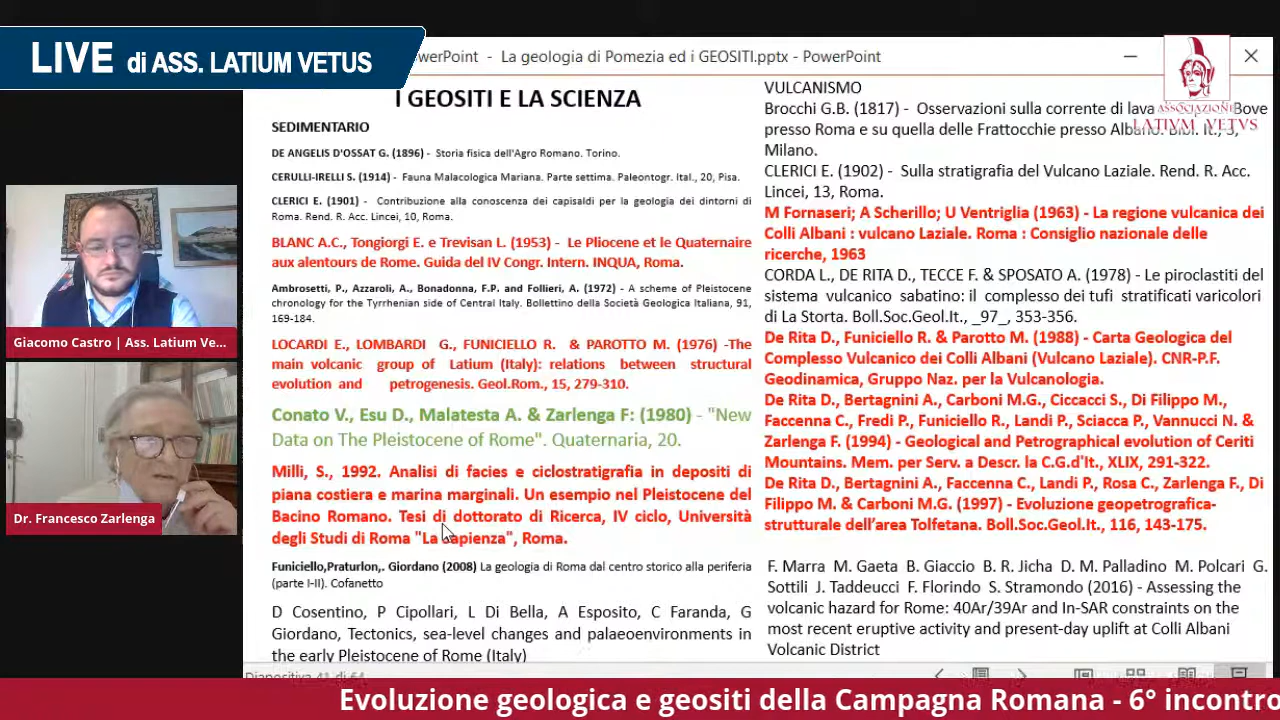 LIVE di ASS. LATIUM VETUS
PowerPoint - La geologia di Pomezia ed i GEOSITI.pptx - PowerPoint
ASSOCIAZIONE
LATIVM VETVS
I GEOSITI E LA SCIENZA
SEDIMENTARIO
DE ANGELIS D'OSSAT G. (1896) - Storia fisica dell'Agro Romano. Torino.
CERULLI-IRELLI S. (1914) - Fauna Malacologica Mariana. Parte settima. Paleontogr. Ital., 20, Pisa.
CLERICI E. (1901) - Contribuzione alla conoscenza dei capisaldi per la geologia dei dintorni di
Roma. Rend. R. Acc. Lincei, 10, Roma.
BLANC A.C., Tongiorgi E. e Trevisan L. (1953) - Le Pliocene et le Quaternaire
aux alentours de Rome. Guida del IV Congr. Intern. INQUA, Roma.
Ambrosetti, P., Azzaroli, A., Bonadonna, F.P. and Follieri, A. (1972) - A scheme of Pleistocene
chronology for the Tyrrhenian side of Central Italy. Bollettino della Società Geologica Italiana, 91,
169-184.
LOCARDI E., LOMBARDI G., FUNICIELLO R. & PAROTTO M. (1976) -The
main volcanic group of Latium (Italy): relations between structural
evolution and petrogenesis. Geol.Rom., 15, 279-310.
Conato V., Esu D., Malatesta A. & Zarlenga F: (1980) - "New
Data on The Pleistocene of Rome". Quaternaria, 20.
Milli, S., 1992. Analisi di facies e ciclostratigrafia in depositi di
piana costiera e marina marginali. Un esempio nel Pleistocene del
Bacino Romano. Tesi di dottorato di Ricerca, IV ciclo, Università
degli Studi di Roma "La Sapienza", Roma.
Funiciello,Praturlon,. Giordano (2008) La geologia di Roma dal centro storico alla periferia
(parte I-II). Cofanetto
D Cosentino, P Cipollari, L Di Bella, A Esposito, C Faranda, G
Giordano, Tectonics, sea-level changes and palaeoenvironments in
the early Pleistocene of Rome (Italy)
VULCANISMO
Brocchi G.B. (1817) - Osservazioni sulla corrente di lava Bove
presso Roma e su quella delle Frattocchie presso Albano. Bibl. It.,
Milano.
CLERICI E. (1902) - Sulla stratigrafia del Vulcano Laziale. Rend. R. Acc.
Lincei, 13, Roma.
M Fornaseri; A Scherillo; U Ventriglia (1963) - La regione vulcanica dei
Colli Albani : vulcano Laziale. Roma : Consiglio nazionale delle
ricerche, 1963
CORDA L., DE RITA D., TECCE F. & SPOSATO A. (1978) - Le piroclastiti del
sistema vulcanico sabatino: il complesso dei tufi stratificati varicolori
di La Storta. Boll.Soc.Geol.It., _97_, 353-356.
De Rita D., Funiciello R. & Parotto M. (1988) - Carta Geologica del
Complesso Vulcanico dei Colli Albani (Vulcano Laziale). CNR-P.F.
Geodinamica, Gruppo Naz. per la Vulcanologia.
De Rita D., Bertagnini A., Carboni M.G., Ciccacci S., Di Filippo M.,
Faccenna C., Fredi P., Funiciello R., Landi P., Sciacca P., Vannucci N. &
Zarlenga F. (1994) - Geological and Petrographical evolution of Ceriti
Mountains. Mem. per Serv. a Descr. la C.G.d'It., XLIX, 291-322.
De Rita D., Bertagnini A., Faccenna C., Landi P., Rosa C., Zarlenga F., Di
Filippo M. & Carboni M.G. (1997) - Evoluzione geopetrografica-
strutturale dell'area Tolfetana. Boll.Soc.Geol.It., 116, 143-175.
F. Marra M. Gaeta B. Giaccio B. R. Jicha D. M. Palladino M. Polcari G.
Sottili J. Taddeucci F. Florindo S. Stramondo (2016) - Assessing the
volcanic hazard for Rome: 40Ar/39Ar and In-SAR constraints on the
most recent eruptive activity and present-day uplift at Colli Albani
Volcanic District
Giacomo Castro | Ass. Latium Ve...
Dr. Francesco Zarlenga
Diapositiva 41 di 64
Evoluzione geologica e geositi della Campagna Romana - 6° incontro